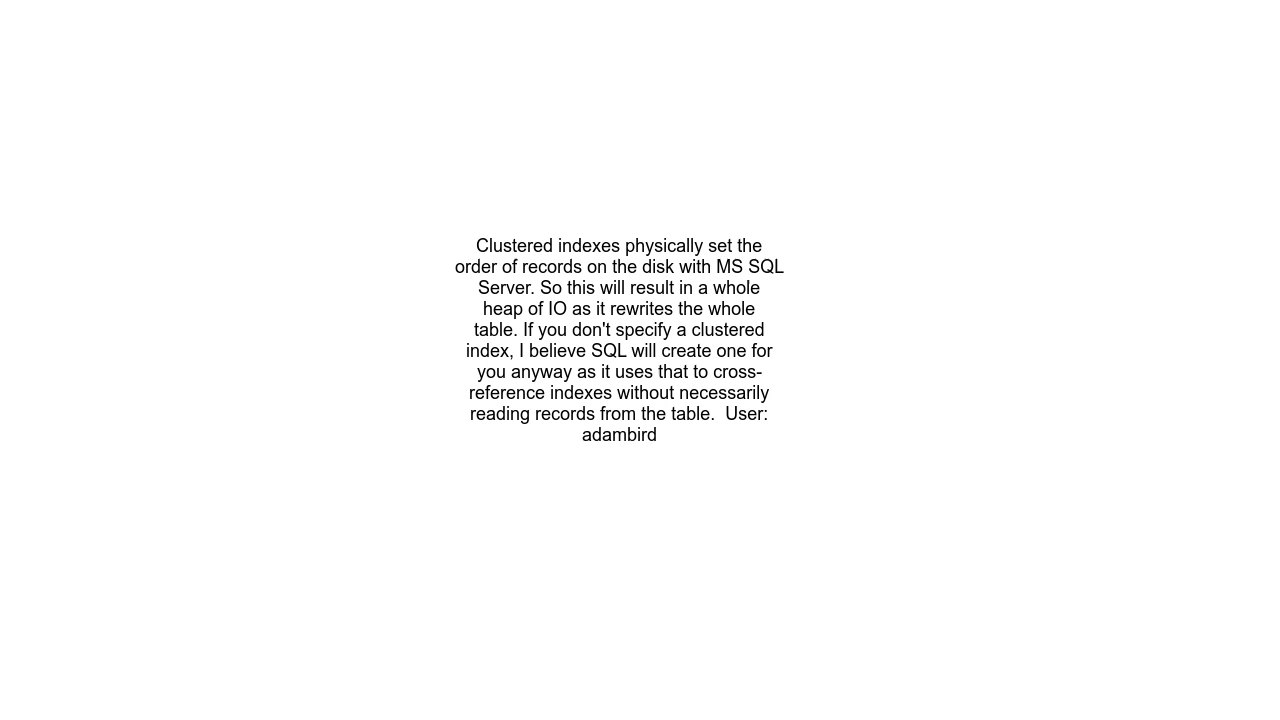 Clustered indexes physically set the
order of records on the disk with MS SQL
Server. So this will result in a whole
heap of IO as it rewrites the whole
table. If you don't specify a clustered
index, I believe SQL will create one for
you anyway as it uses that to cross-
reference indexes without necessarily
reading records from the table.  User:
adambird